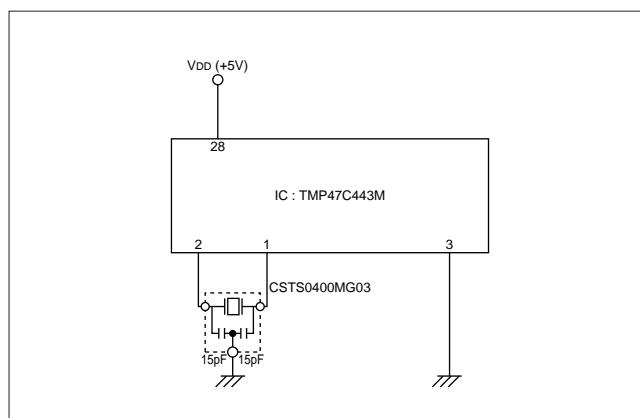 VDD (+5V)
28
IC : TMP47C443M
2 1 3
CSTS0400MG03
15pF 15pF